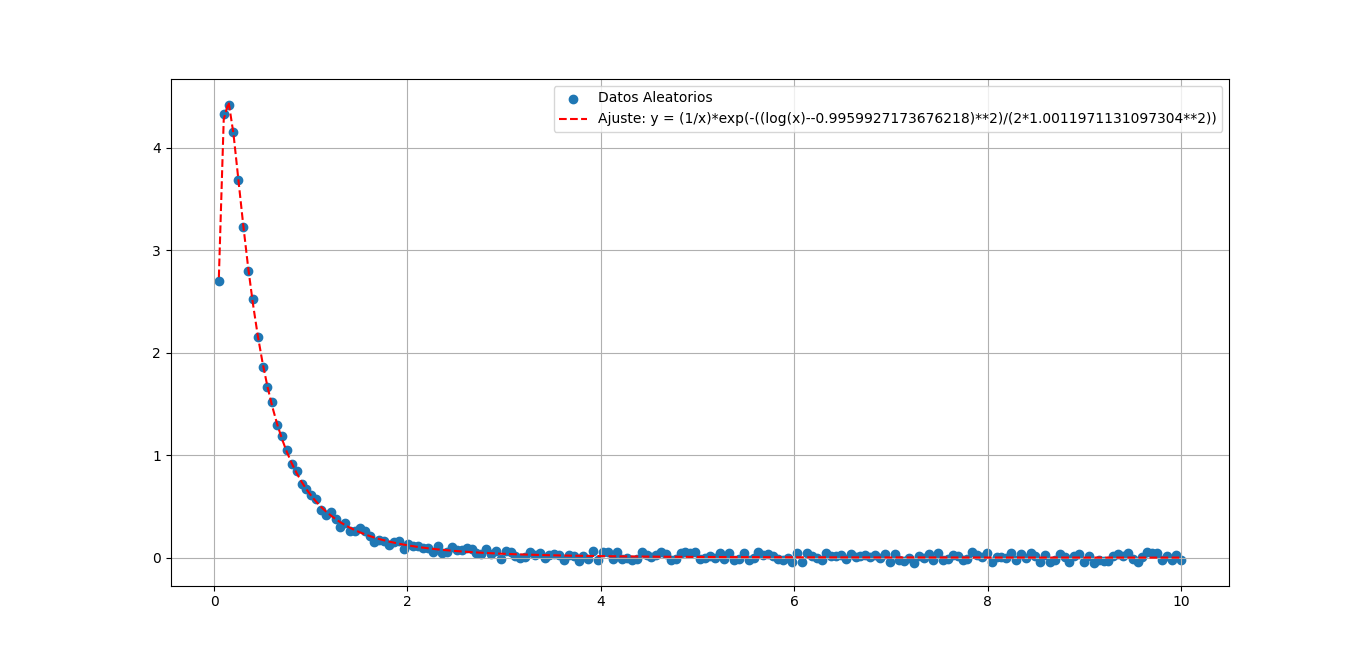 Datos Aleatorios
Ajuste: y = (1/x)*exp(-((log(x)--0.9959927173676218)**2)/(2*1.0011971131097304**2))
4
3
2
1
0
0 2 4 6 8 10